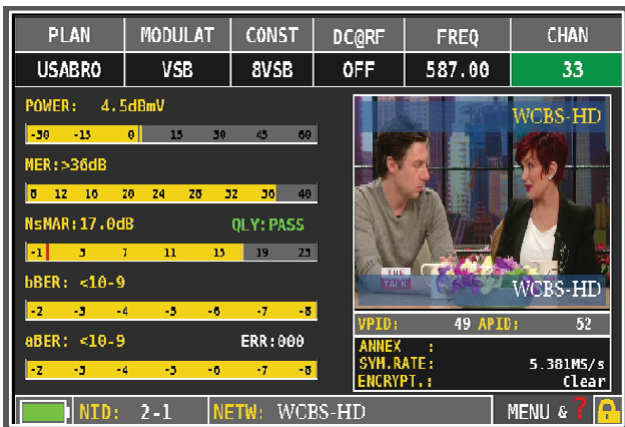 PLAN MODULAT CONST DC@RF FREQ CHAN
USABRO VSB 8VSB OFF 587.00 33
POWER: 4.5dBmV
-30 -15 0 15 30 45 60
MER:>36dB
8 12 16 20 24 28 32 36 40
NsMAR:17.0dB QLY:PASS
-1 3 7 11 15 19 23
bBER: <10-9
-2 -3 -4 -5 -6 -7 -8
aBER: <10-9 ERR:000
-2 -3 -4 -5 -6 -7 -8
WCBS-HD
THE
TALK
WCBS-HD
VPID: 49 APID: 52
ANNEX :
SYM.RATE: 5.381MS/s
ENCRYPT.: Clear
NID: 2-1 NETW: WCBS-HD MENU & ?